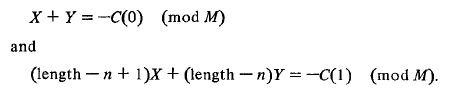 X + Y = −C(0) (mod M)
and
(length − n + 1)X + (length − n)Y = −C(1) (mod M).